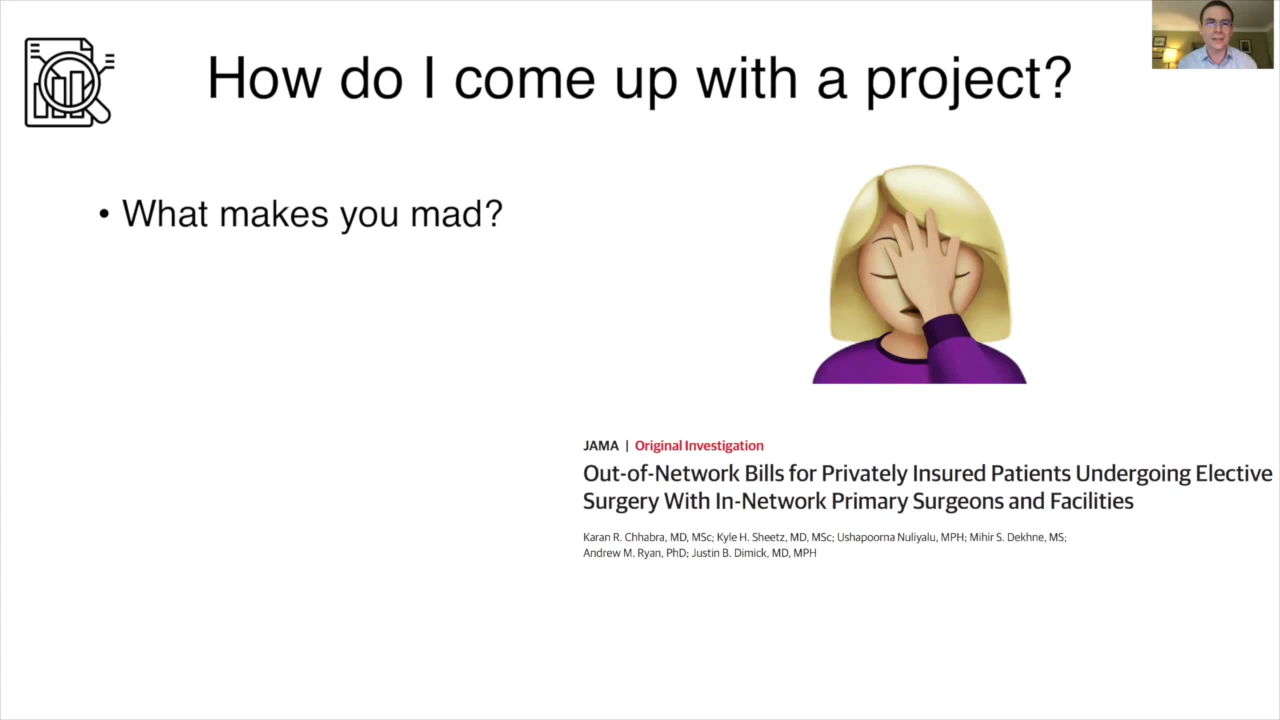 How do I come up with a project?
• What makes you mad?
JAMA | Original Investigation
Out-of-Network Bills for Privately Insured Patients Undergoing Elective
Surgery With In-Network Primary Surgeons and Facilities
Karan R. Chhabra, MD, MSc; Kyle H. Sheetz, MD, MSc; Ushapoorna Nuliyalu, MPH; Mihir S. Dekhne, MS;
Andrew M. Ryan, PhD; Justin B. Dimick, MD, MPH